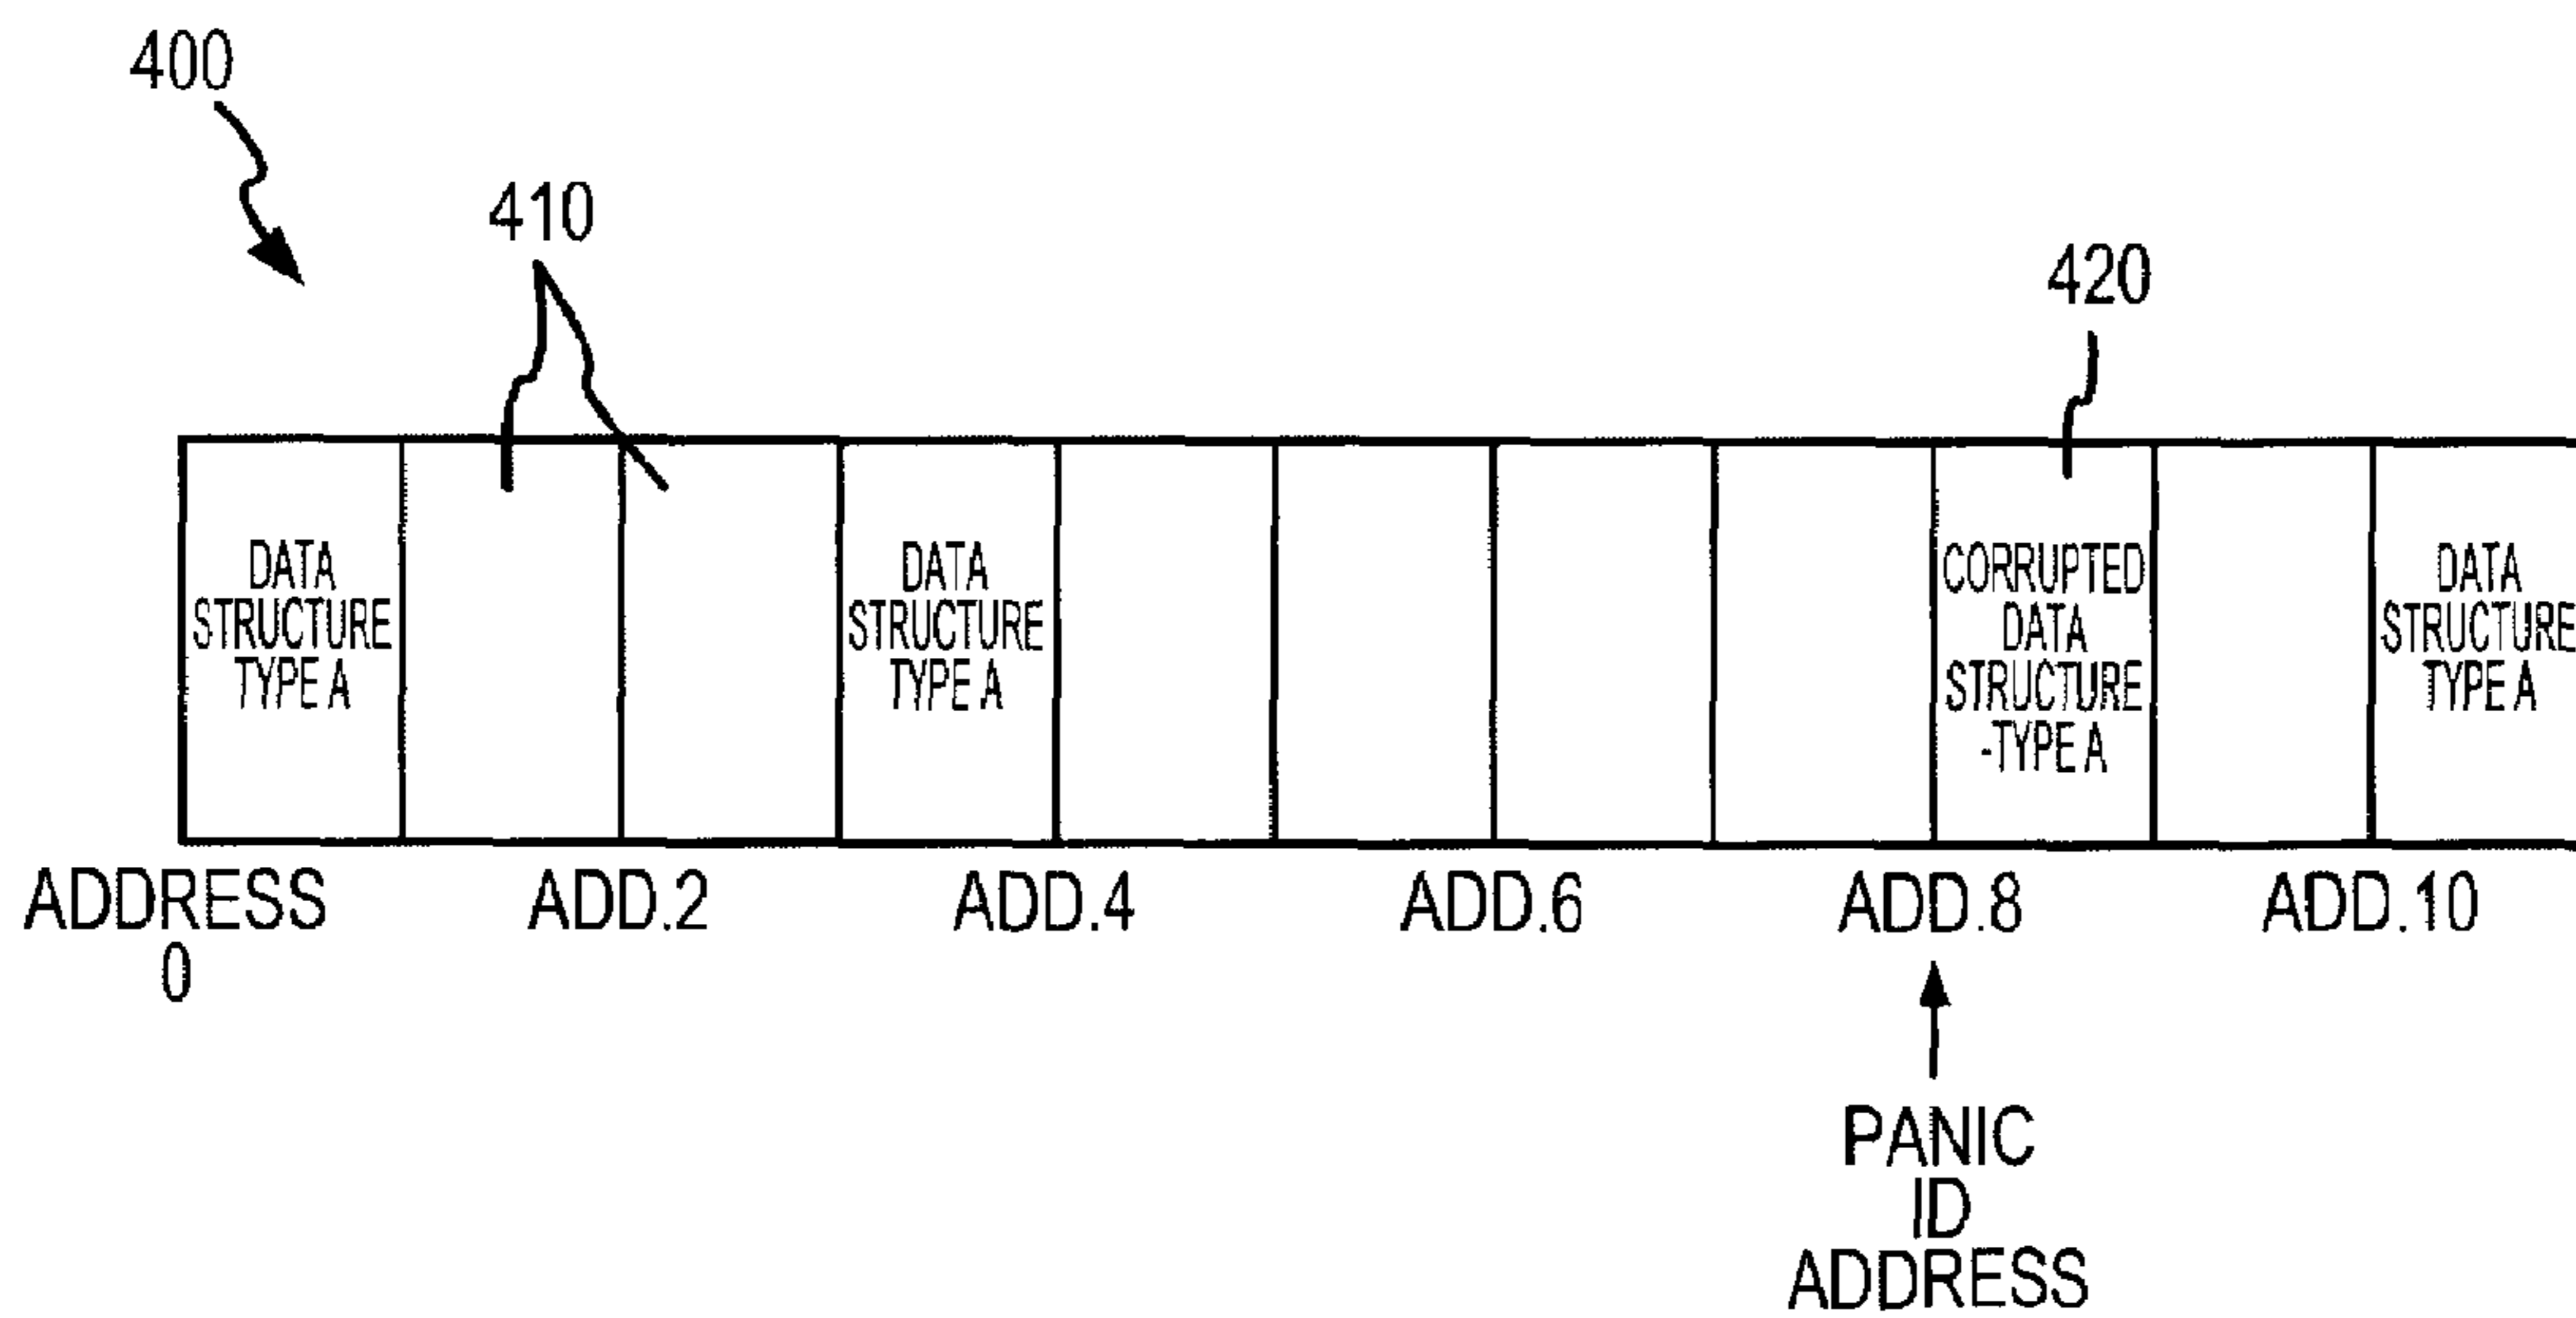 400
410
420
DATA
STRUCTURE
TYPE A
DATA
STRUCTURE
TYPE A
CORRUPTED
DATA
STRUCTURE
-TYPE A
DATA
STRUCTURE
TYPE A
ADDRESS
0
ADD.2
ADD.4
ADD.6
ADD.8
ADD.10
PANIC
ID
ADDRESS